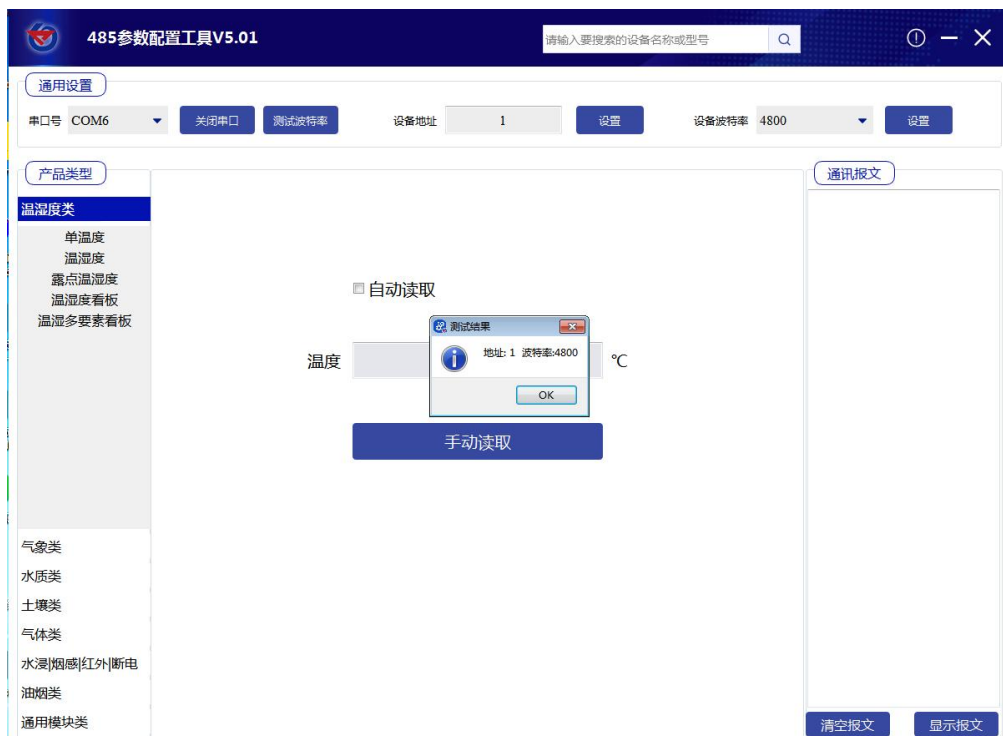 485参数配置工具V5.01
请输入要搜索的设备名称或型号
通用设置
串口号 COM6 关闭串口 测试波特率 设备地址 1 设置 设备波特率 4800 设置
产品类型
通讯报文
温湿度类
单温度
温湿度
露点温湿度
温湿度看板
温湿多要素看板
自动读取
测试结果
地址: 1 波特率:4800
OK
温度 ℃
手动读取
气象类
水质类
土壤类
气体类
水浸|烟感|红外|断电
油烟类
通用模块类
清空报文 显示报文